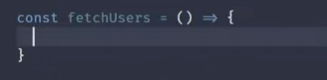 const fetchUsers = () => {
}